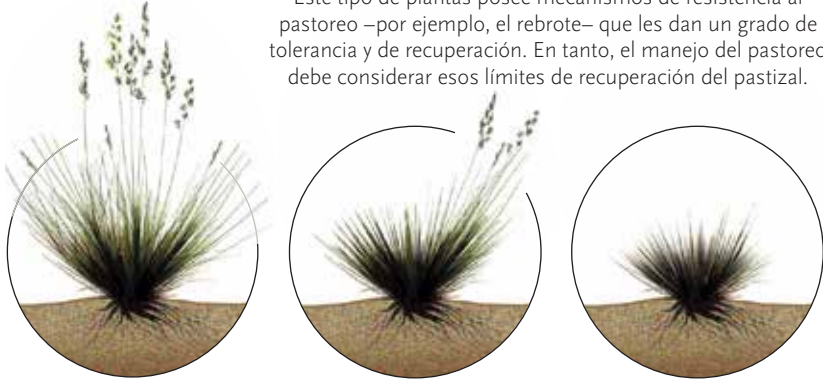 Este tipo de plantas posee mecanismos de resistencia al
pastoreo –por ejemplo, el rebrote– que les dan un grado de
tolerancia y de recuperación. En tanto, el manejo del pastoreo
debe considerar esos límites de recuperación del pastizal.